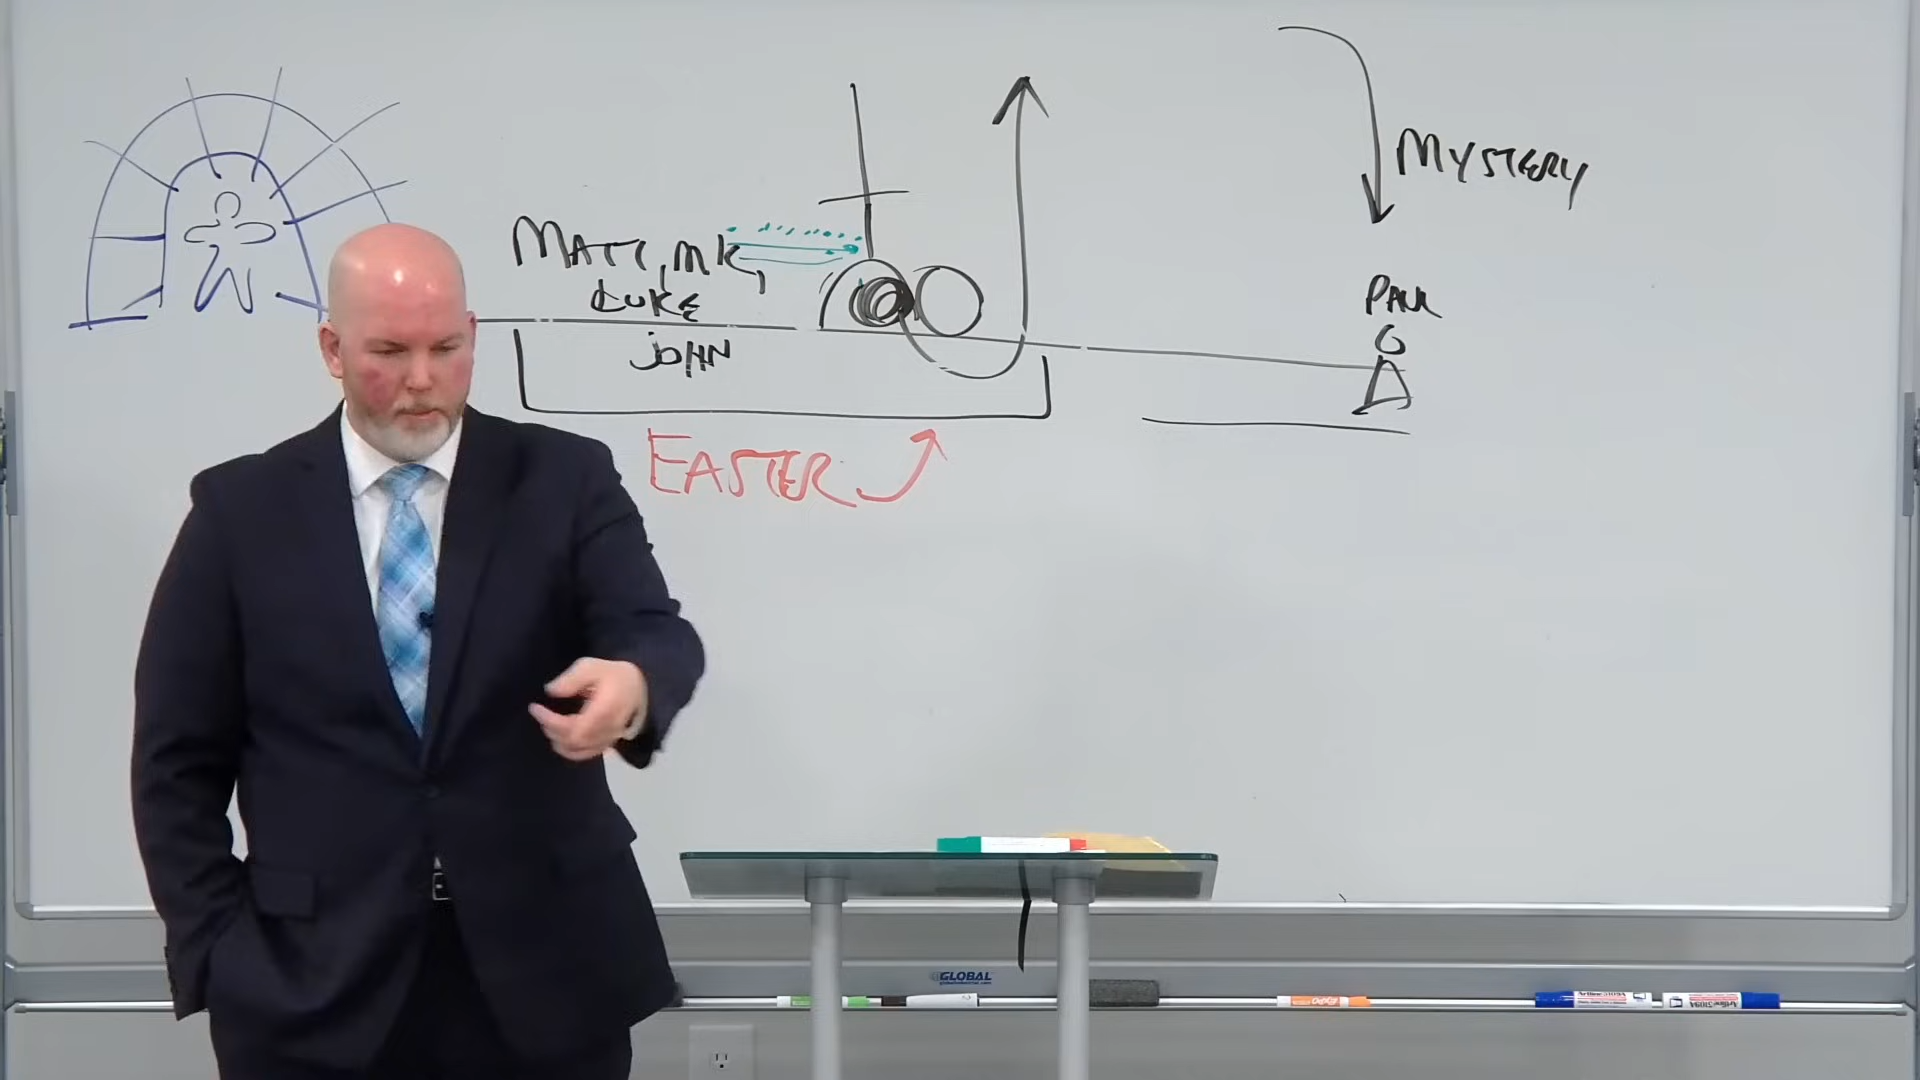 MYSTERY
MATT, MK,
LUKE
JOHN
PAUL
EASTER
GLOBAL